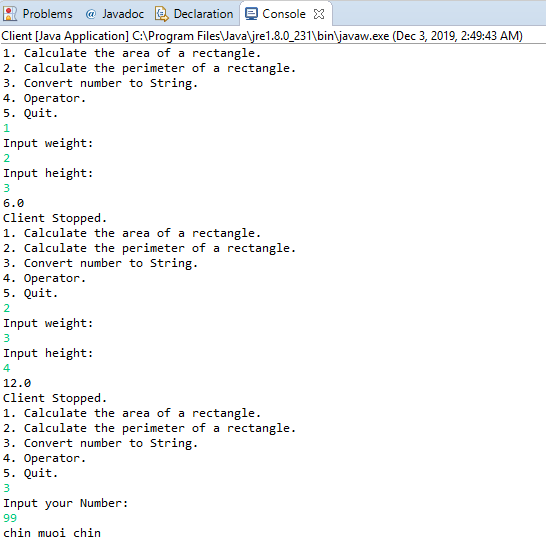 Problems @ Javadoc Declaration Console
Client [Java Application] C:\Program Files\Java\jre1.8.0_231\bin\javaw.exe (Dec 3, 2019, 2:49:43 AM)
1. Calculate the area of a rectangle.
2. Calculate the perimeter of a rectangle.
3. Convert number to String.
4. Operator.
5. Quit.
1
Input weight:
2
Input height:
3
6.0
Client Stopped.
1. Calculate the area of a rectangle.
2. Calculate the perimeter of a rectangle.
3. Convert number to String.
4. Operator.
5. Quit.
2
Input weight:
3
Input height:
4
12.0
Client Stopped.
1. Calculate the area of a rectangle.
2. Calculate the perimeter of a rectangle.
3. Convert number to String.
4. Operator.
5. Quit.
3
Input your Number:
99
chin muoi chin